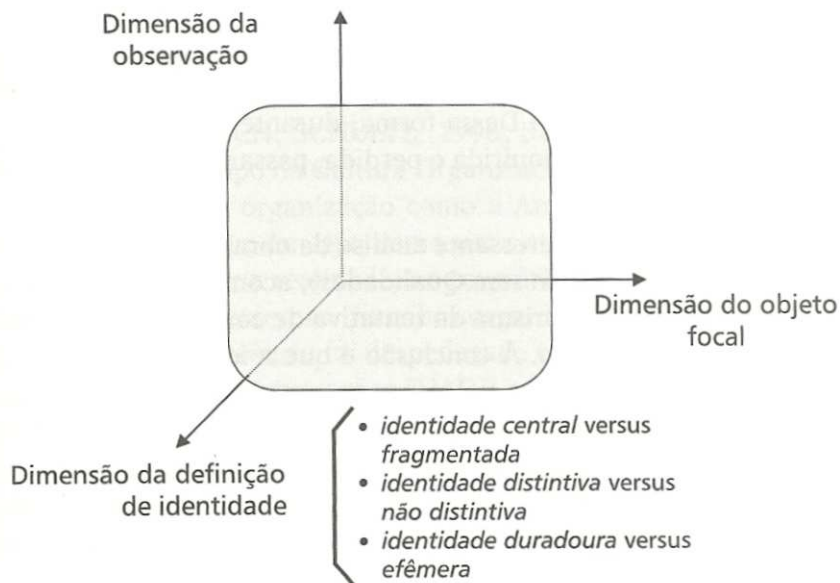 Dimensão da
observação
Dimensão do objeto
focal
Dimensão da definição
de identidade
• identidade central versus
fragmentada
• identidade distintiva versus
não distintiva
• identidade duradoura versus
efêmera